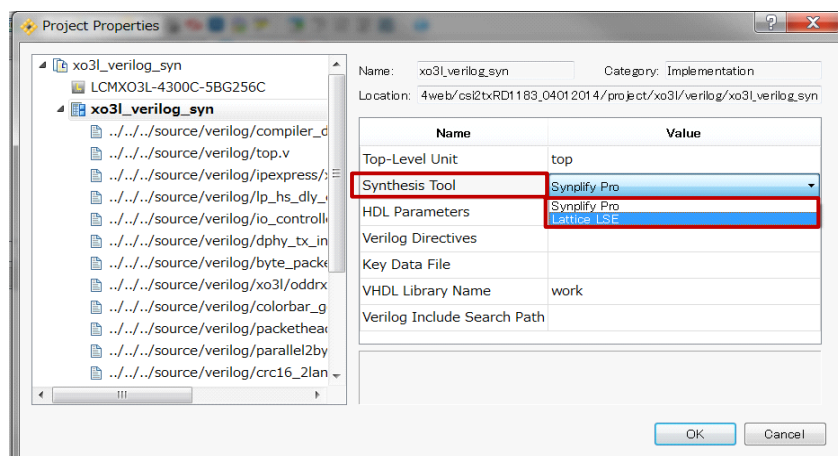 Project Properties
xo3l_verilog_syn
LCMXO3L-4300C-5BG256C
xo3l_verilog_syn
../../../source/verilog/compiler_d
../../../source/verilog/top.v
../../../source/verilog/ipexpress/
../../../source/verilog/lp_hs_dly_
../../../source/verilog/io_controll
../../../source/verilog/dphy_tx_in
../../../source/verilog/byte_packe
../../../source/verilog/xo3l/oddrx
../../../source/verilog/colorbar_g
../../../source/verilog/packethead
../../../source/verilog/parallel2by
../../../source/verilog/crc16_2lan
Name: xo3l_verilog_syn Category: Implementation
Location: 4web/csi2txRD1183_04012014/project/xo3l/verilog/xo3l_verilog_syn
Name Value
Top-Level Unit top
Synthesis Tool Synplify Pro
Synplify Pro
Lattice LSE
HDL Parameters
Verilog Directives
Key Data File
VHDL Library Name work
Verilog Include Search Path
OK Cancel